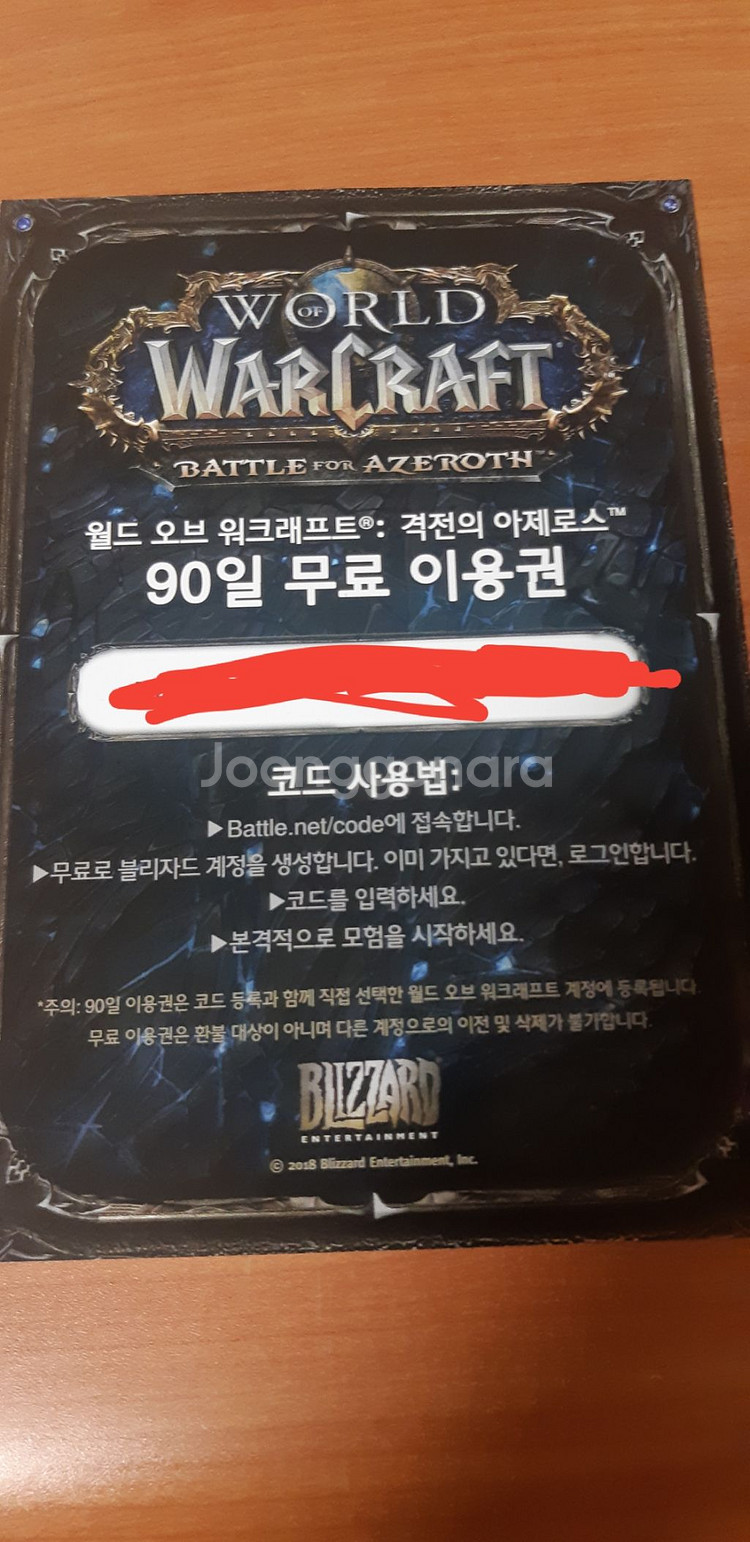 WORLD OF
WARCRAFT
BATTLE FOR AZEROTH™
월드 오브 워크래프트®: 격전의 아제로스™
90일 무료 이용권
Joonggonara
코드 사용법:
▶Battle.net/code에 접속합니다.
▶무료로 블리자드 계정을 생성합니다. 이미 가지고 있다면, 로그인합니다.
▶코드를 입력하세요.
▶본격적으로 모험을 시작하세요.
*주의: 90일 이용권은 코드 등록과 함께 직접 선택한 월드 오브 워크래프트 계정에 등록됩니다.
무료 이용권은 환불 대상이 아니며 다른 계정으로의 이전 및 삭제가 불가합니다.
BLIZZARD
ENTERTAINMENT
© 2018 Blizzard Entertainment, Inc.